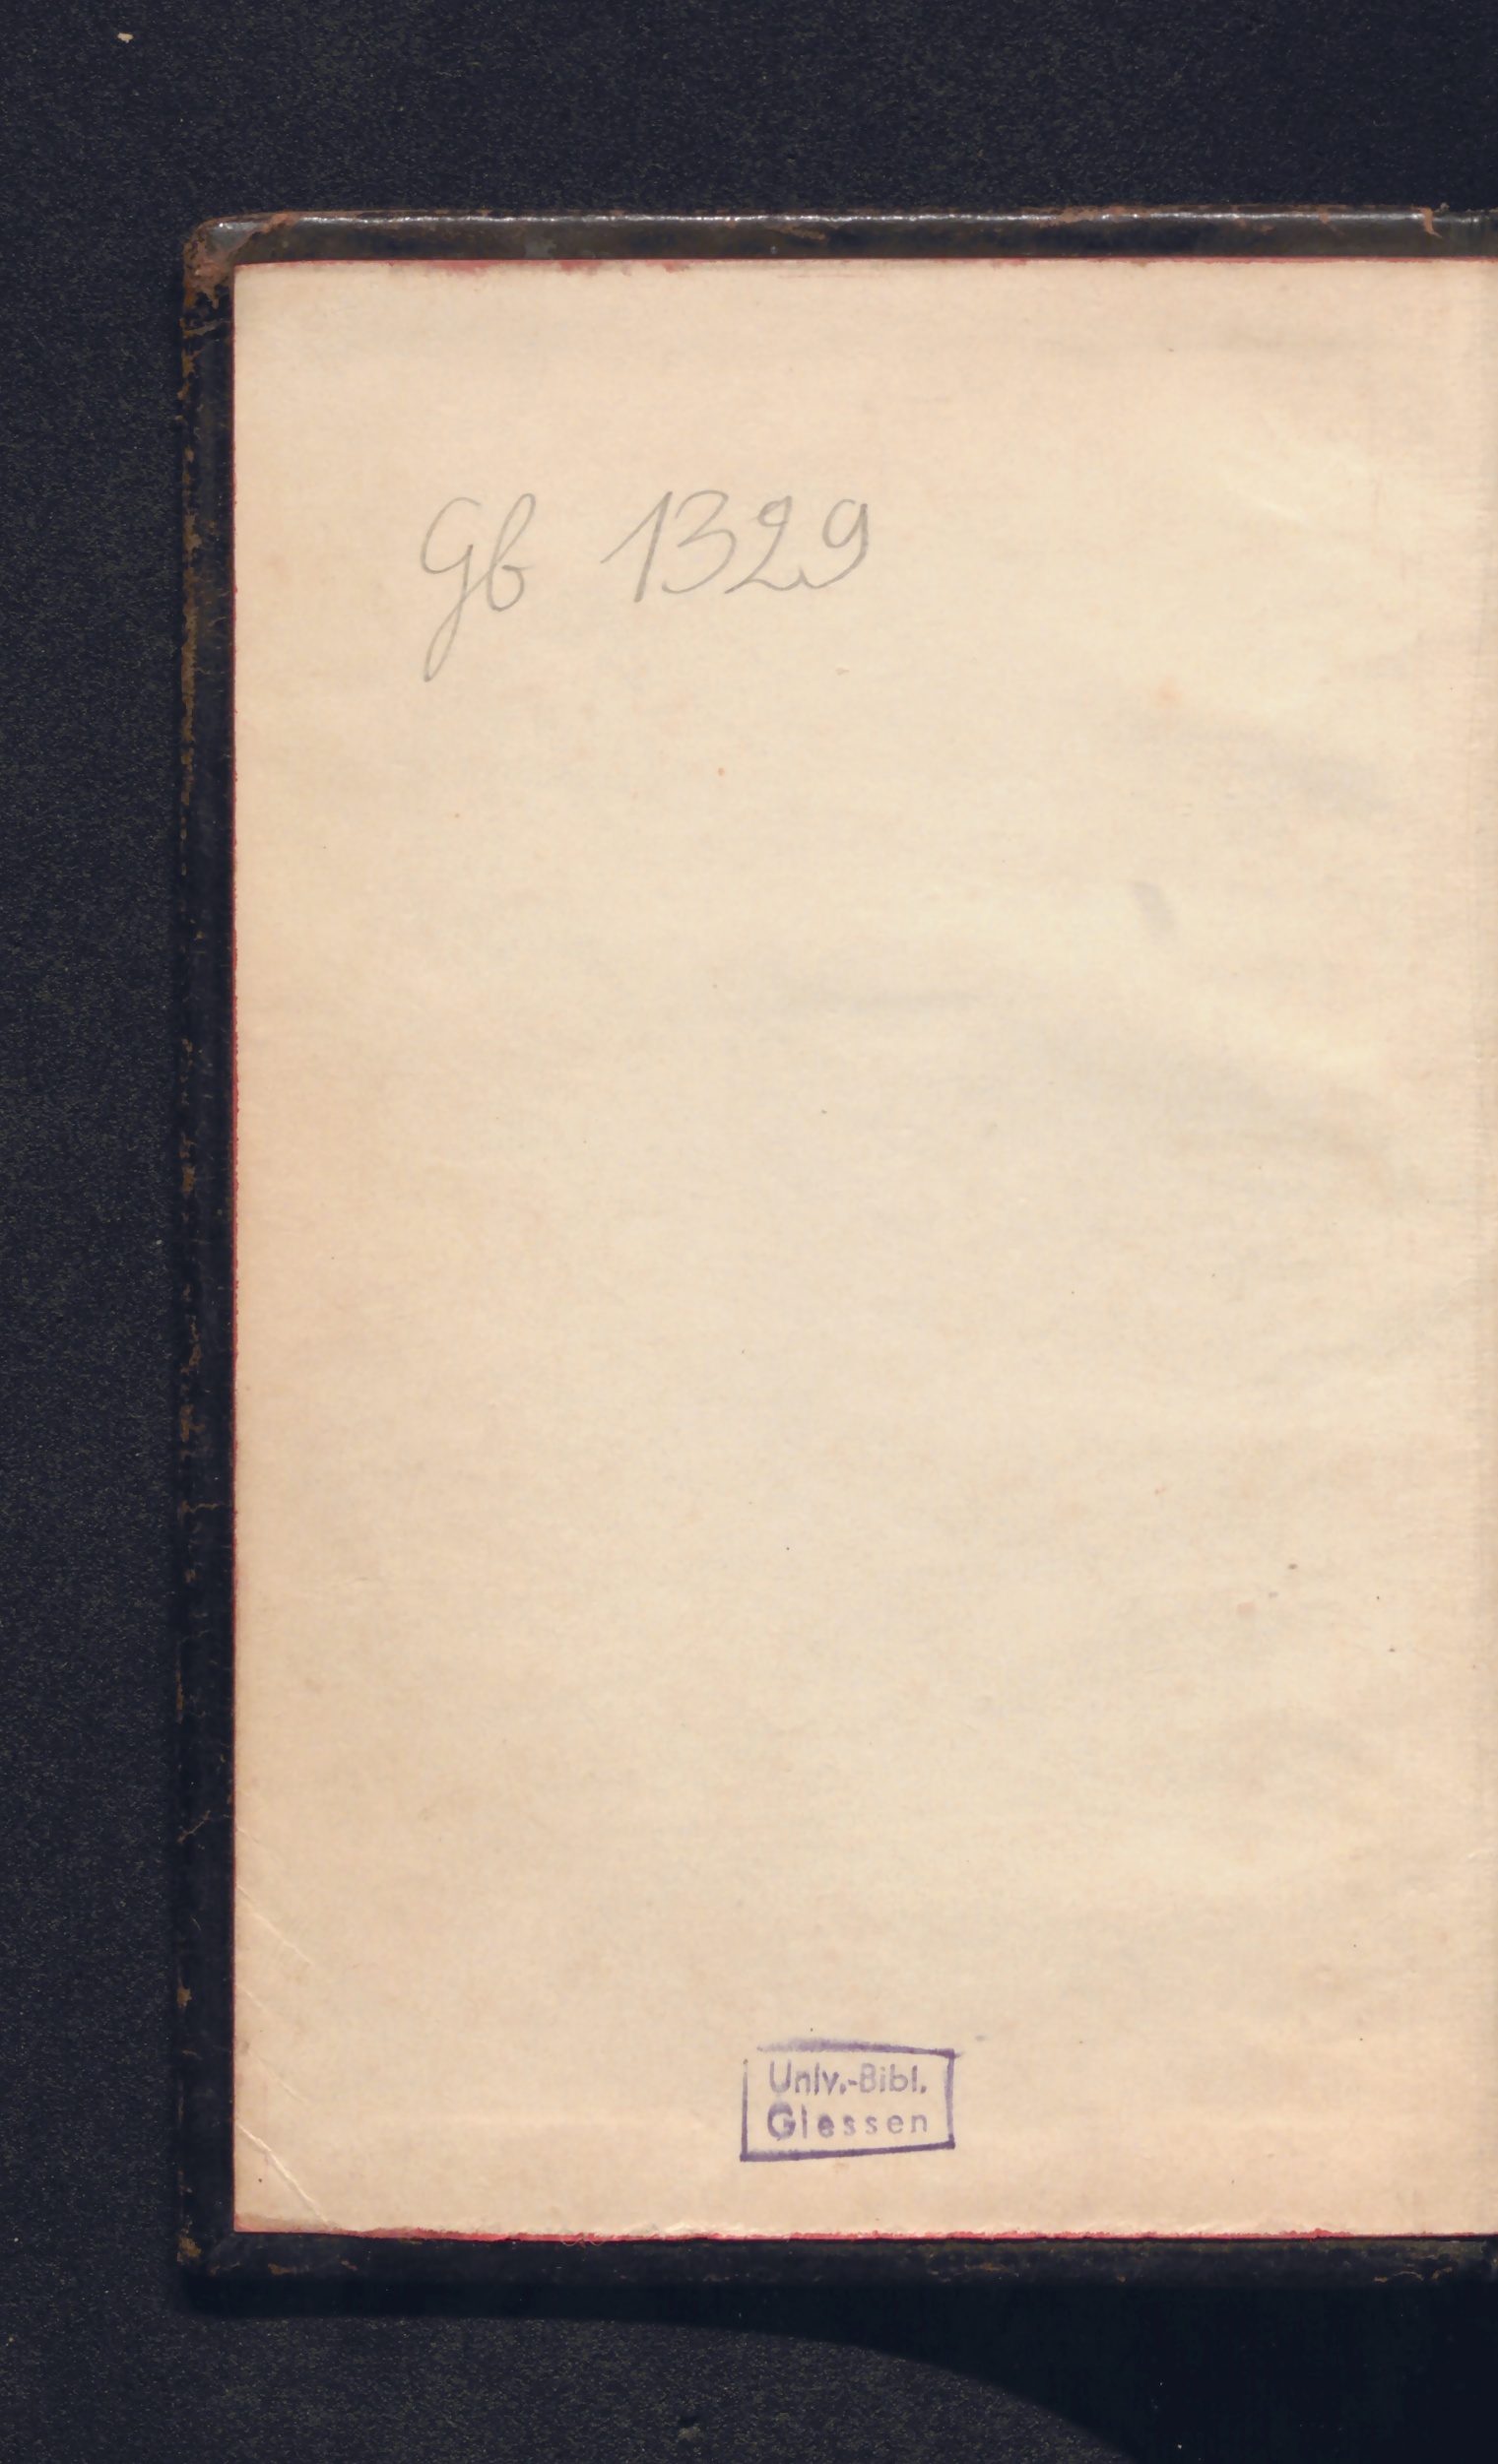 Gb 1329
Univ.-Bibl.
Giessen